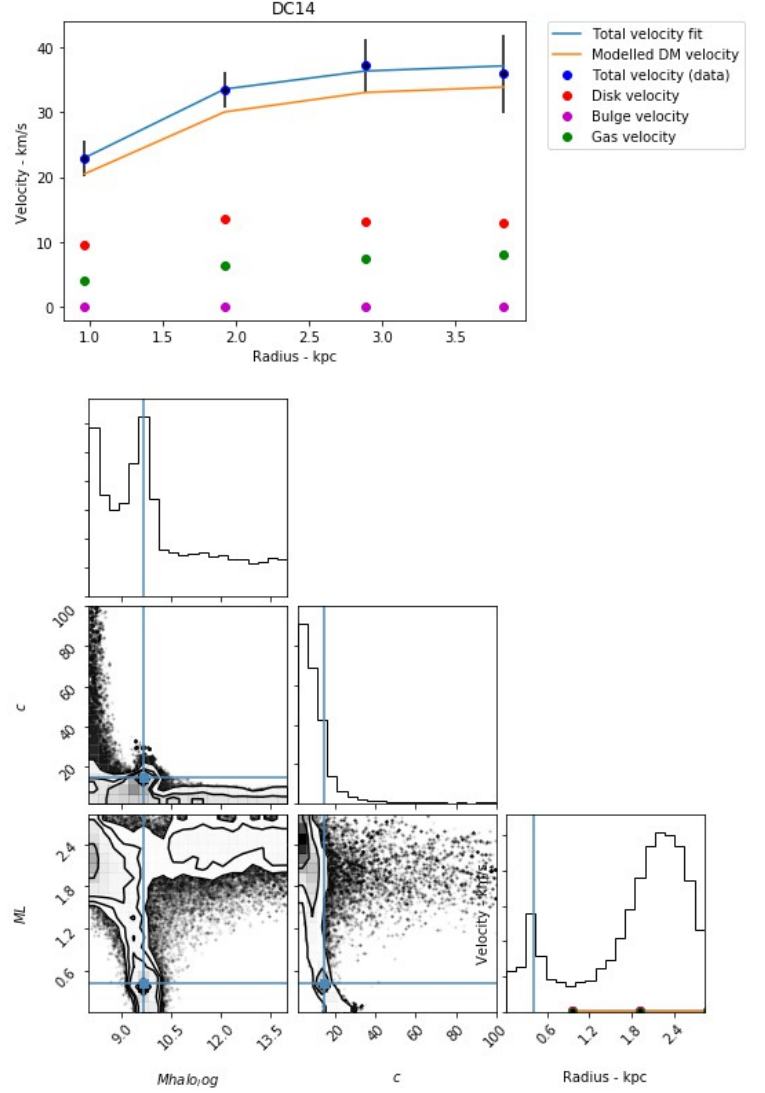 DC14
40
30
20
10
0
Velocity - km/s
1.0 1.5 2.0 2.5 3.0 3.5
Radius - kpc
Total velocity fit
Modelled DM velocity
Total velocity (data)
Disk velocity
Bulge velocity
Gas velocity
100
80
60
40
20
c
2.4
1.8
1.2
0.6
ML
Velocity - km/s
9.0 10.5 12.0 13.5
20 40 60 80 100
0.6 1.2 1.8 2.4
Mhalolog
c
Radius - kpc